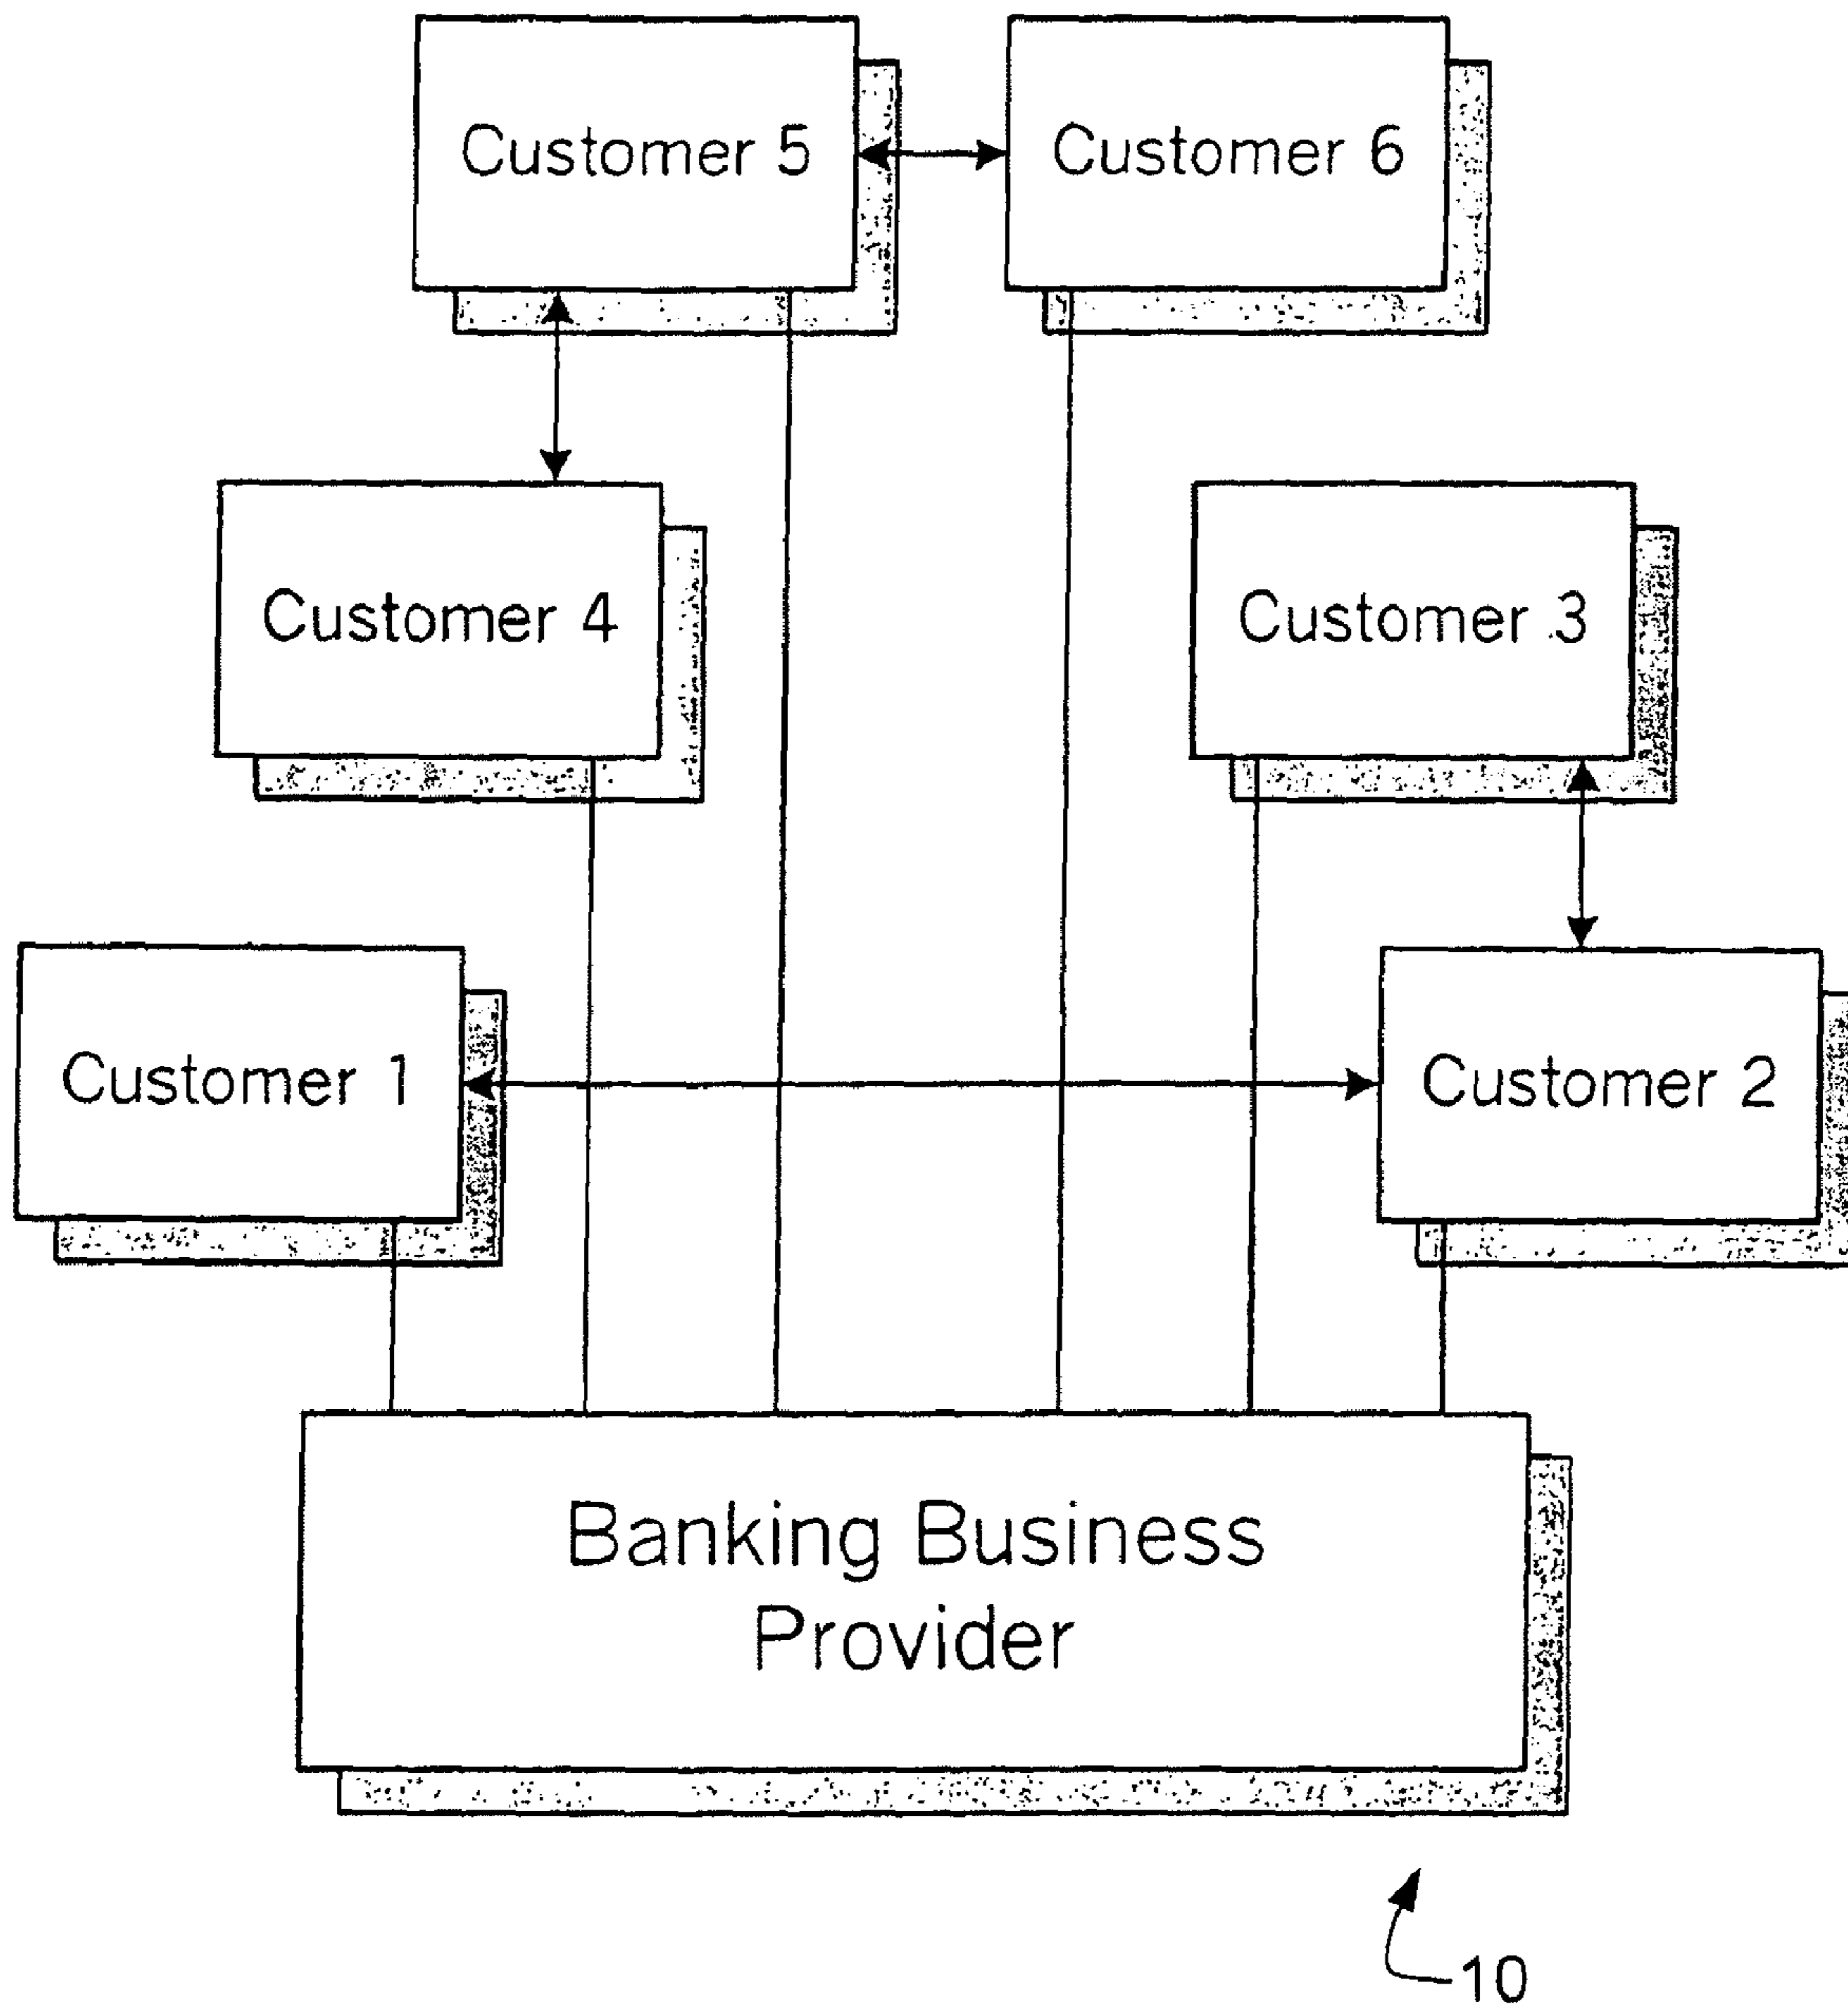 Customer 5
Customer 6
Customer 4
Customer 3
Customer 1
Customer 2
Banking Business
Provider
10